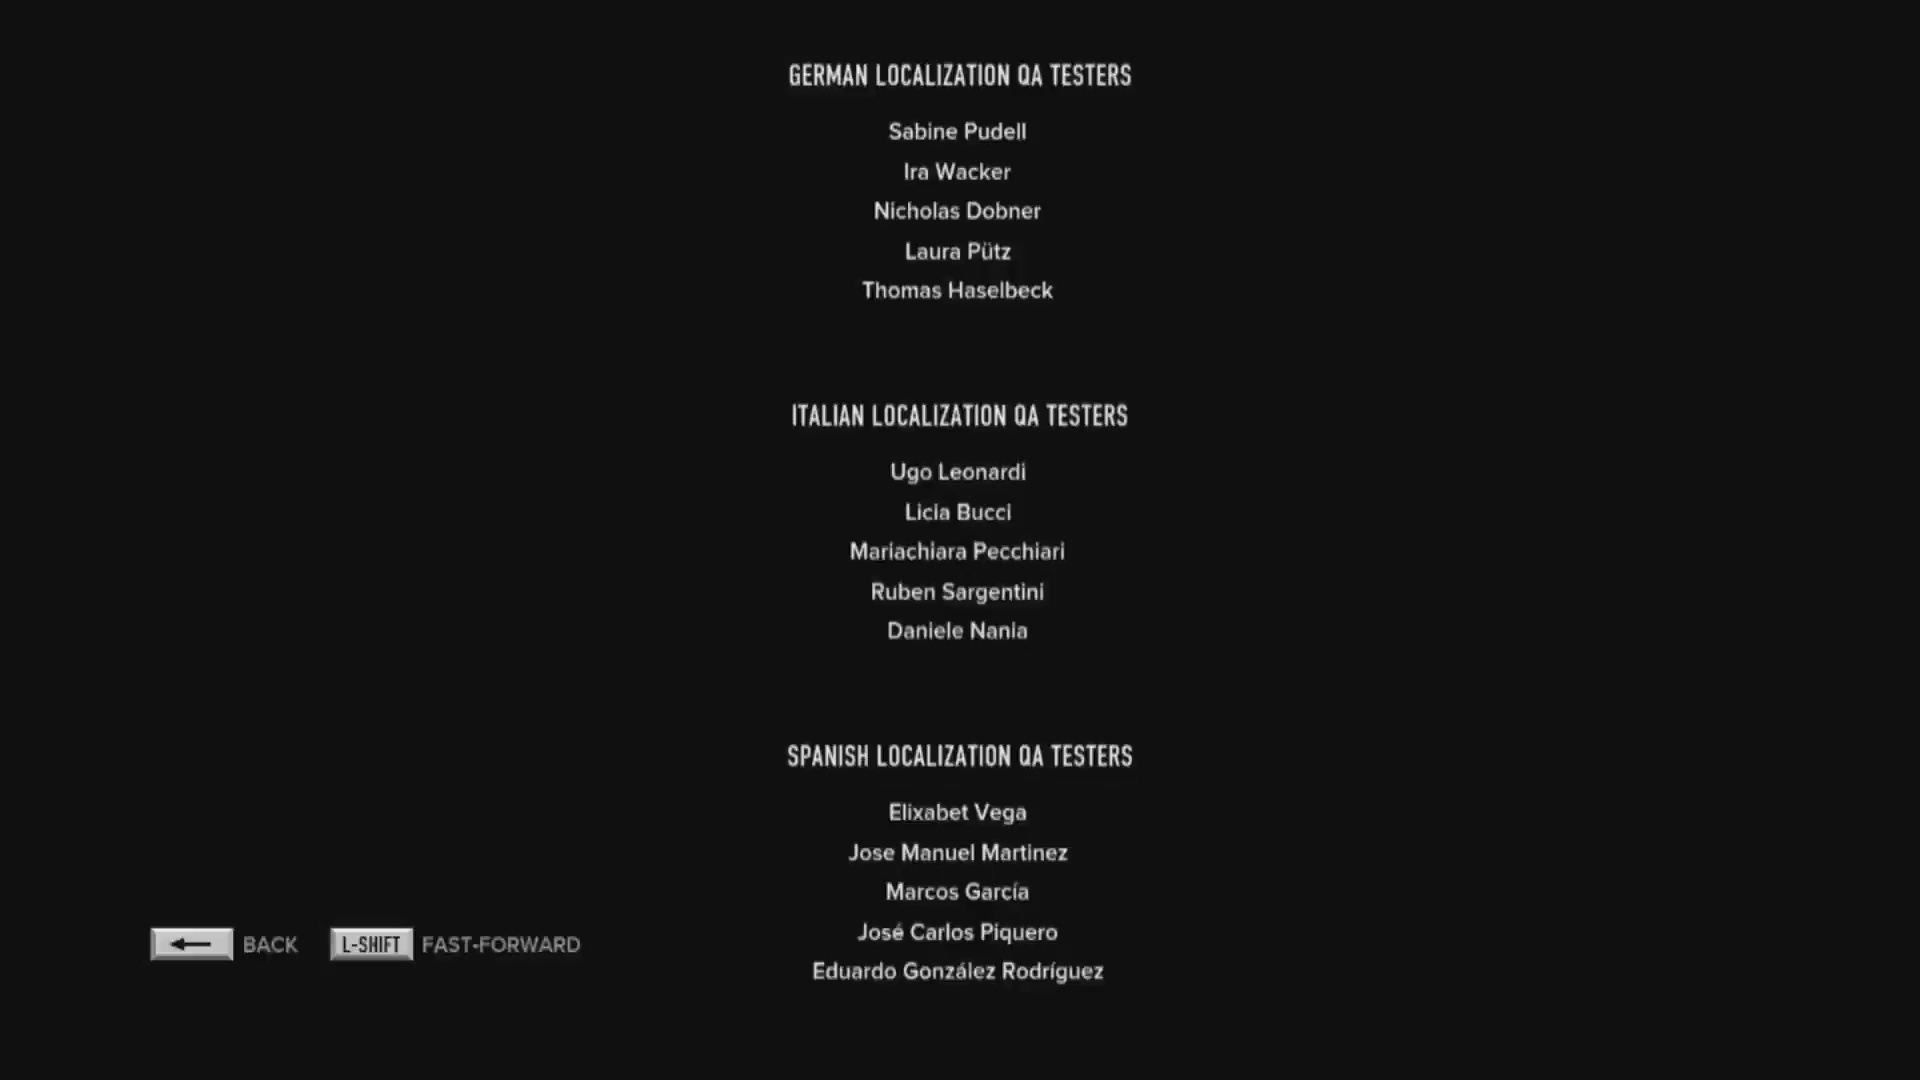 GERMAN LOCALIZATION QA TESTERS
Sabine Pudell
Ira Wacker
Nicholas Dobner
Laura Pütz
Thomas Haselbeck
ITALIAN LOCALIZATION QA TESTERS
Ugo Leonardi
Licia Bucci
Mariachiara Pecchiari
Ruben Sargentini
Daniele Nania
SPANISH LOCALIZATION QA TESTERS
Elixabet Vega
Jose Manuel Martinez
Marcos García
José Carlos Piquero
Eduardo González Rodríguez
BACK L-SHIFT FAST-FORWARD